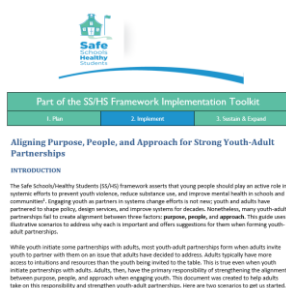 Safe
Schools
Healthy
Students
Part of the SS/HS Framework Implementation Toolkit
1. Plan
2. Implement
3. Sustain & Expand
Aligning Purpose, People, and Approach for Strong Youth-Adult
Partnerships
INTRODUCTION
The Safe Schools/Healthy Students (SS/HS) framework asserts that young people should play an active role in
systemic efforts to prevent youth violence, reduce substance use, and improve mental health in schools and
communities¹. Engaging youth as partners in systems change efforts is not new; youth and adults have
partnered to shape policy, design services, and improve systems for decades. Nonetheless, many youth-adult
partnerships fail to create alignment between three factors: purpose, people, and approach. This guide uses
illustrative scenarios to address why each is important and offers suggestions for them when forming youth-
adult partnerships.
While youth initiate some partnerships with adults, most youth-adult partnerships form when adults invite
youth to partner with them on an issue that adults have decided to address. Adults typically have more
access to intuitions and resources than the youth being invited to the table. This is true even when youth
initiate partnerships with adults. Adults, then, have the primary responsibility of strengthening the alignment
between purpose, people, and approach when engaging youth. This document was created to help adults
take on this responsibility and strengthen youth-adult partnerships. Here are two scenarios to get us started.